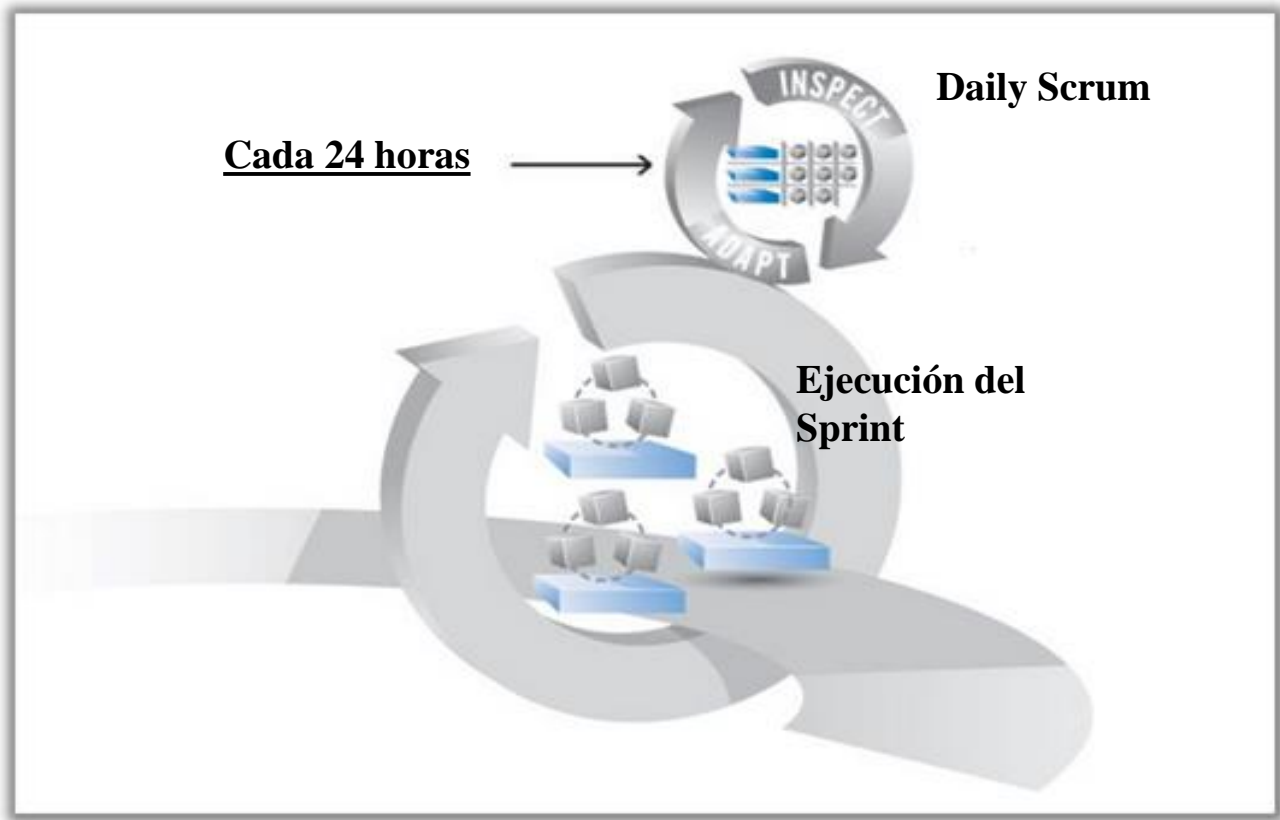 Daily Scrum
INSPECT
Cada 24 horas
ADAPT
Ejecución del
Sprint